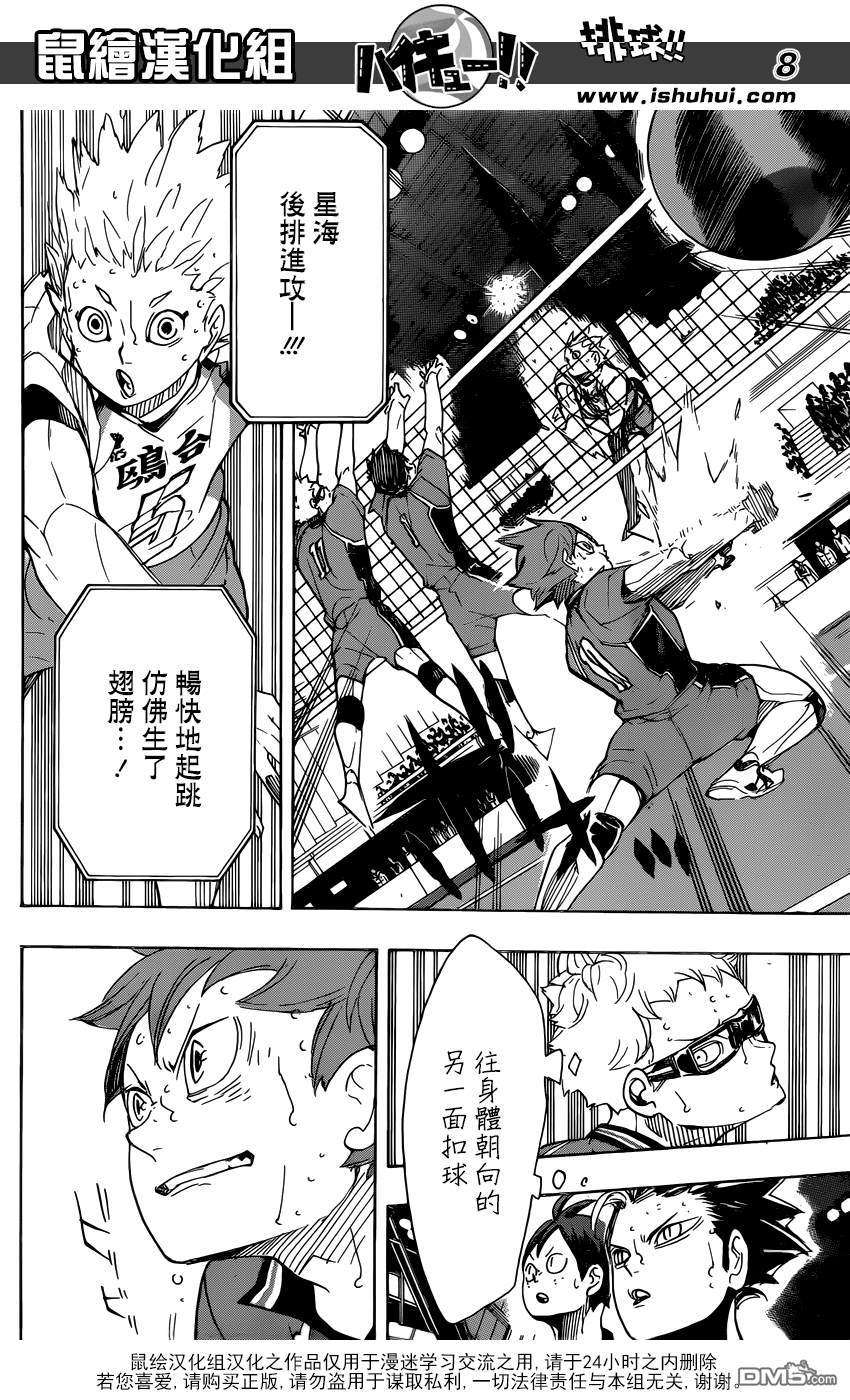 鼠繪漢化組
ハイキュー!!
排球!!
8
www.ishuhui.com
星海
後排進攻—!!!
鷗台
5
暢快地起跳
仿佛生了
翅膀…!
11
1
10
往身體朝向的
另一面扣球
鼠绘汉化组汉化之作品仅用于漫迷学习交流之用, 请于24小时之内删除
若您喜爱, 请购买正版, 请勿用于谋取私利, 一切法律责任与本组无关, 谢谢.
DM5.com